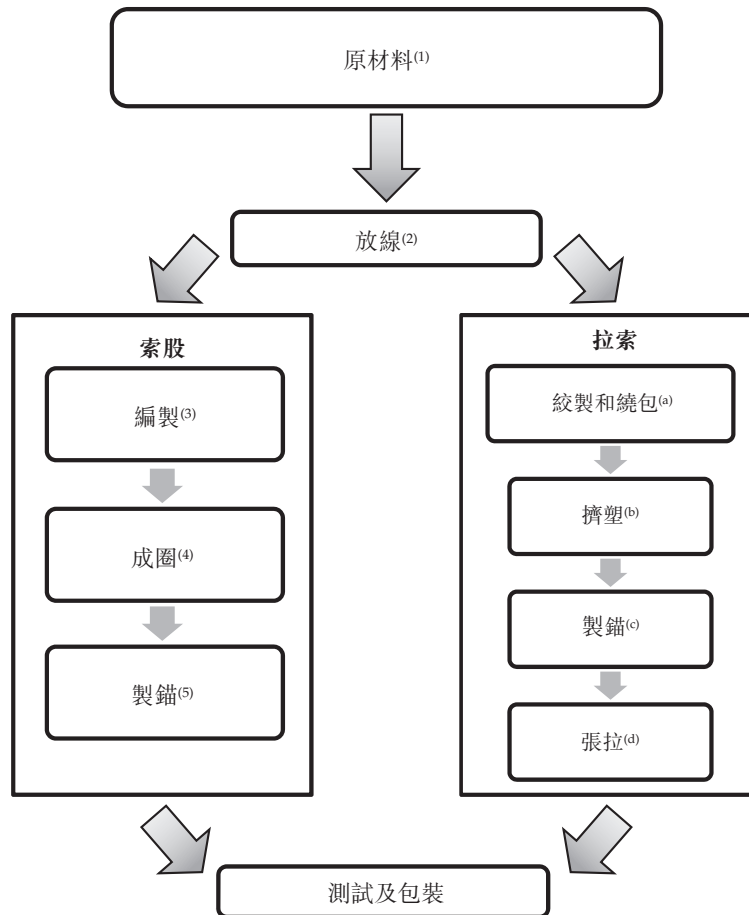 原材料(1)
放線(2)
索股
編製(3)
成圈(4)
製錨(5)
拉索
絞製和繞包(a)
擠塑(b)
製錨(c)
張拉(d)
測試及包裝